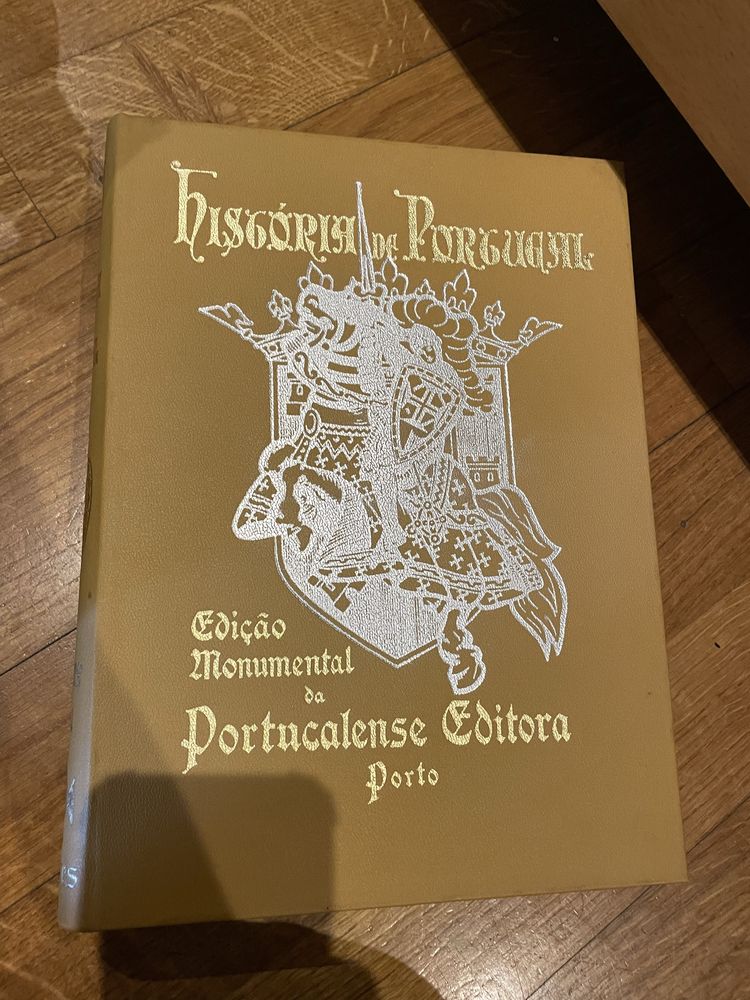 História de Portugal
Edição
Monumental
da
Portucalense Editora
Porto